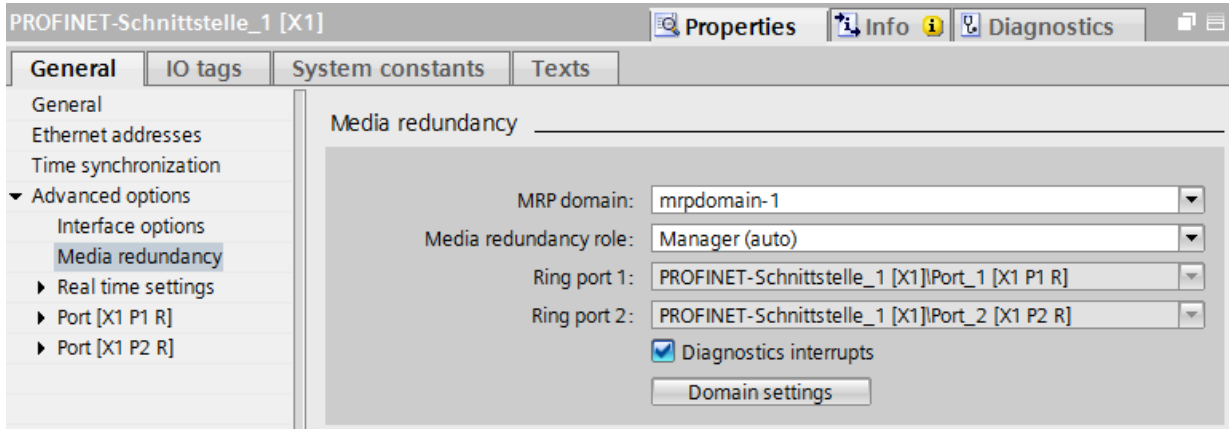 PROFINET-Schnittstelle_1 [X1]
Properties
Info
Diagnostics
General
IO tags
System constants
Texts
General
Ethernet addresses
Time synchronization
Advanced options
Interface options
Media redundancy
Real time settings
Port [X1 P1 R]
Port [X1 P2 R]
Media redundancy
MRP domain: mrpdomain-1
Media redundancy role: Manager (auto)
Ring port 1: PROFINET-Schnittstelle_1 [X1]\Port_1 [X1 P1 R]
Ring port 2: PROFINET-Schnittstelle_1 [X1]\Port_2 [X1 P2 R]
Diagnostics interrupts
Domain settings